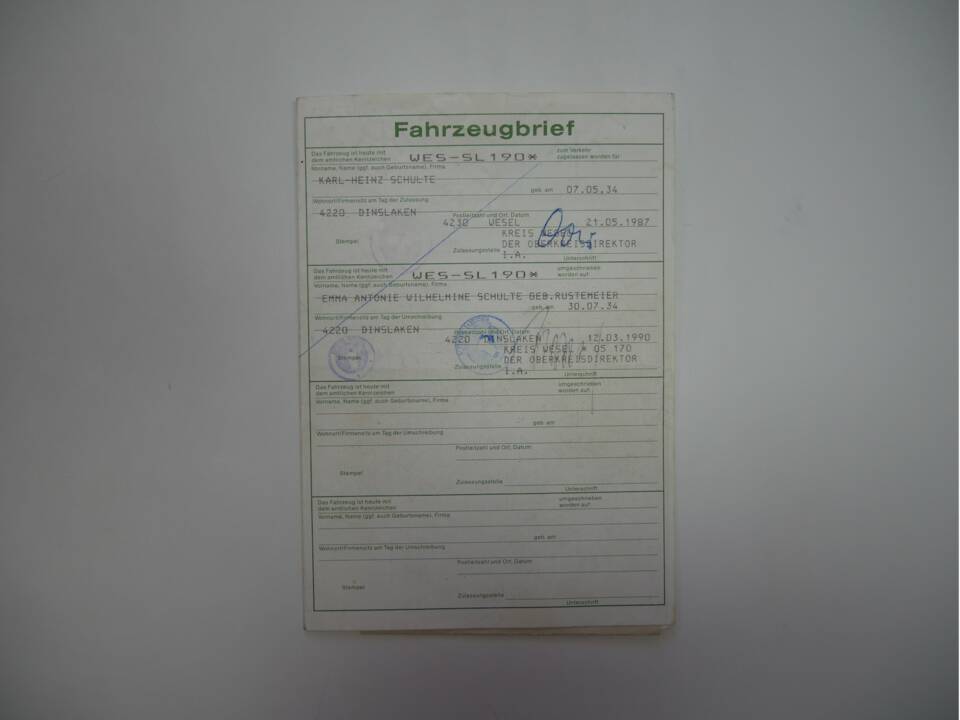 Fahrzeugbrief
Das Fahrzeug ist heute mit
dem amtlichen Kennzeichen WES-SL190* zum Verkehr
zugelassen worden für
Vorname, Name (ggf. auch Geburtsname), Firma
KARL-HEINZ SCHULTE
geb. am 07.05.34
Wohnort/Firmensitz am Tag der Zulassung
4220 DINSLAKEN
Postleitzahl und Ort, Datum
4230 WESEL 21.05.1987
KREIS WESEL
Stempel
Zulassungsstelle DER OBERKREISDIREKTOR
I.A.
Unterschrift
Das Fahrzeug ist heute mit
dem amtlichen Kennzeichen WES-SL190* umgeschrieben
worden auf:
Vorname, Name (ggf. auch Geburtsname), Firma
EMMA ANTONIE WILHELMINE SCHULTE GEB.RUSTEMEIER
geb. am 30.07.34
Wohnort/Firmensitz am Tag der Umschreibung
4220 DINSLAKEN
Postleitzahl und Ort, Datum
4220 DINSLAKEN 12.03.1990
KREIS WESEL * 05 170
Stempel
Zulassungsstelle DER OBERKREISDIREKTOR
I.A.
Unterschrift
Das Fahrzeug ist heute mit
dem amtlichen Kennzeichen
umgeschrieben
worden auf:
Vorname, Name (ggf. auch Geburtsname), Firma
geb. am
Wohnort/Firmensitz am Tag der Umschreibung
Postleitzahl und Ort, Datum
Stempel
Zulassungsstelle
Unterschrift
Das Fahrzeug ist heute mit
dem amtlichen Kennzeichen
umgeschrieben
worden auf:
Vorname, Name (ggf. auch Geburtsname), Firma
geb. am
Wohnort/Firmensitz am Tag der Umschreibung
Postleitzahl und Ort, Datum
Stempel
Zulassungsstelle
Unterschrift